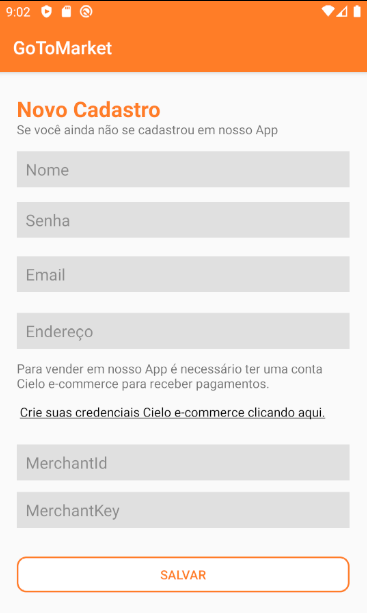 9:02
GoToMarket
Novo Cadastro
Se você ainda não se cadastrou em nosso App
Nome
Senha
Email
Endereço
Para vender em nosso App é necessário ter uma conta
Cielo e-commerce para receber pagamentos.
Crie suas credenciais Cielo e-commerce clicando aqui.
MerchantId
MerchantKey
SALVAR